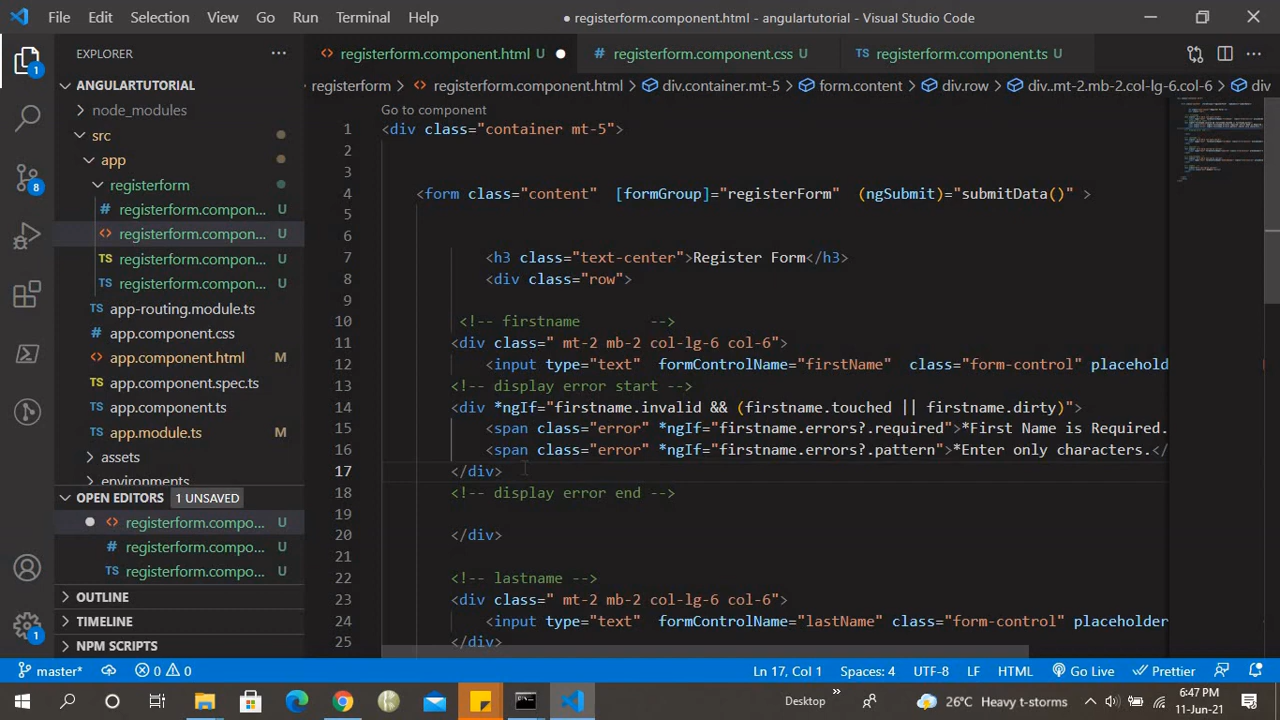 File Edit Selection View Go Run Terminal Help
● registerform.component.html - angulartutorial - Visual Studio Code
EXPLORER
registerform.component.html U
registerform.component.css U
TS registerform.component.ts U
ANGULARTUTORIAL
registerform > registerform.component.html > div.container.mt-5 > form.content > div.row > div..mt-2.mb-2.col-lg-6.col-6 > div
node_modules
src
app
registerform
# registerform.compon... U
registerform.compon... U
TS registerform.compon... U
TS registerform.compon... U
TS app-routing.module.ts
# app.component.css
app.component.html M
TS app.component.spec.ts
TS app.component.ts
TS app.module.ts M
assets
environments
OPEN EDITORS 1 UNSAVED
registerform.compo... U
# registerform.compo... U
TS registerform.compo... U
OUTLINE
TIMELINE
NPM SCRIPTS
1
8
1
Go to component
1 <div class="container mt-5">
2
3
4 <form class="content" [formGroup]="registerForm" (ngSubmit)="submitData()" >
5
6
7 <h3 class="text-center">Register Form</h3>
8 <div class="row">
9
10 <!-- firstname -->
11 <div class=" mt-2 mb-2 col-lg-6 col-6">
12 <input type="text" formControlName="firstName" class="form-control" placehold
13 <!-- display error start -->
14 <div *ngIf="firstname.invalid && (firstname.touched || firstname.dirty)">
15 <span class="error" *ngIf="firstname.errors?.required">*First Name is Required.
16 <span class="error" *ngIf="firstname.errors?.pattern">*Enter only characters.</
17 </div>
18 <!-- display error end -->
19
20 </div>
21
22 <!-- lastname -->
23 <div class=" mt-2 mb-2 col-lg-6 col-6">
24 <input type="text" formControlName="lastName" class="form-control" placeholder
25 </div>
master* 0 0 Ln 17, Col 1 Spaces: 4 UTF-8 LF HTML Go Live Prettier
Desktop 26°C Heavy t-storms 6:47 PM
11-Jun-21